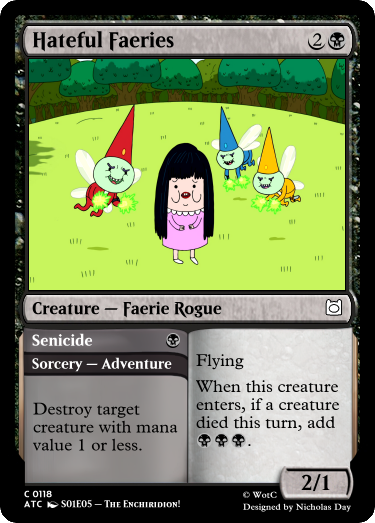 Hateful Faeries 2
Creature — Faerie Rogue
Senicide
Sorcery — Adventure
Destroy target
creature with mana
value 1 or less.
Flying
When this creature
enters, if a creature
died this turn, add
.
2/1
C 0118
ATC S01E05 – The Enchiridion!
© WotC
Designed by Nicholas Day